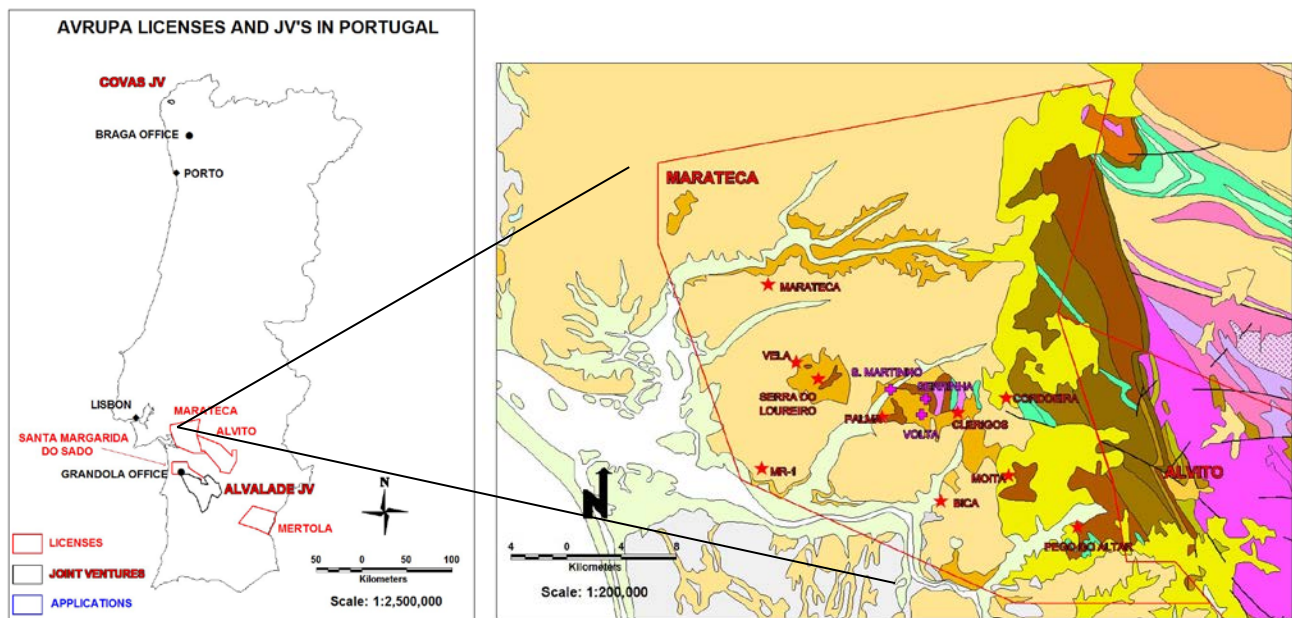 AVRUPA LICENSES AND JV'S IN PORTUGAL
COVAS JV
BRAGA OFFICE
PORTO
LISBON
MARATECA
ALVITO
SANTA MARGARIDA
DO SADO
GRANDOLA OFFICE
ALVALADE JV
MERTOLA
N
LICENSES
JOINT VENTURES
APPLICATIONS
50 0 50 100
Kilometers
Scale: 1:2,500,000
MARATECA
MARATECA
VELA
S. MARTINHO
SERRINHA
SERRA DO
LOUREIRO
CORDOEIRA
PALMA
CLERIGOS
VOLTA
MR-1
MOITA
ALVITO
BICA
PEGO DO ALTAR
N
4 0 4 8
Kilometers
Scale: 1:200,000